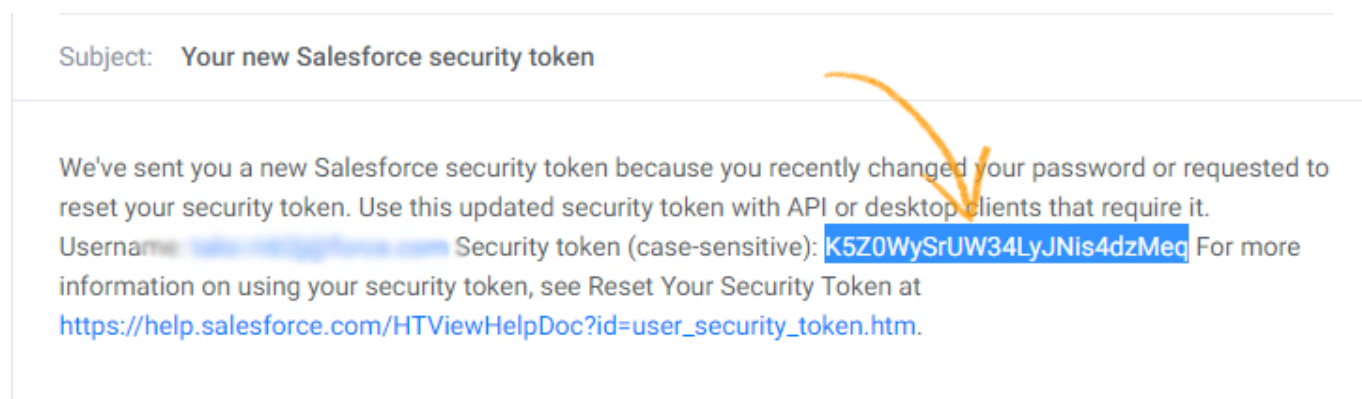 Subject: Your new Salesforce security token
We've sent you a new Salesforce security token because you recently changed your password or requested to
reset your security token. Use this updated security token with API or desktop clients that require it.
Security token (case-sensitive): K5Z0WySrUW34LyJNis4dzMeq For more
information on using your security token, see Reset Your Security Token at
https://help.salesforce.com/HTViewHelpDoc?id=user_security_token.htm.